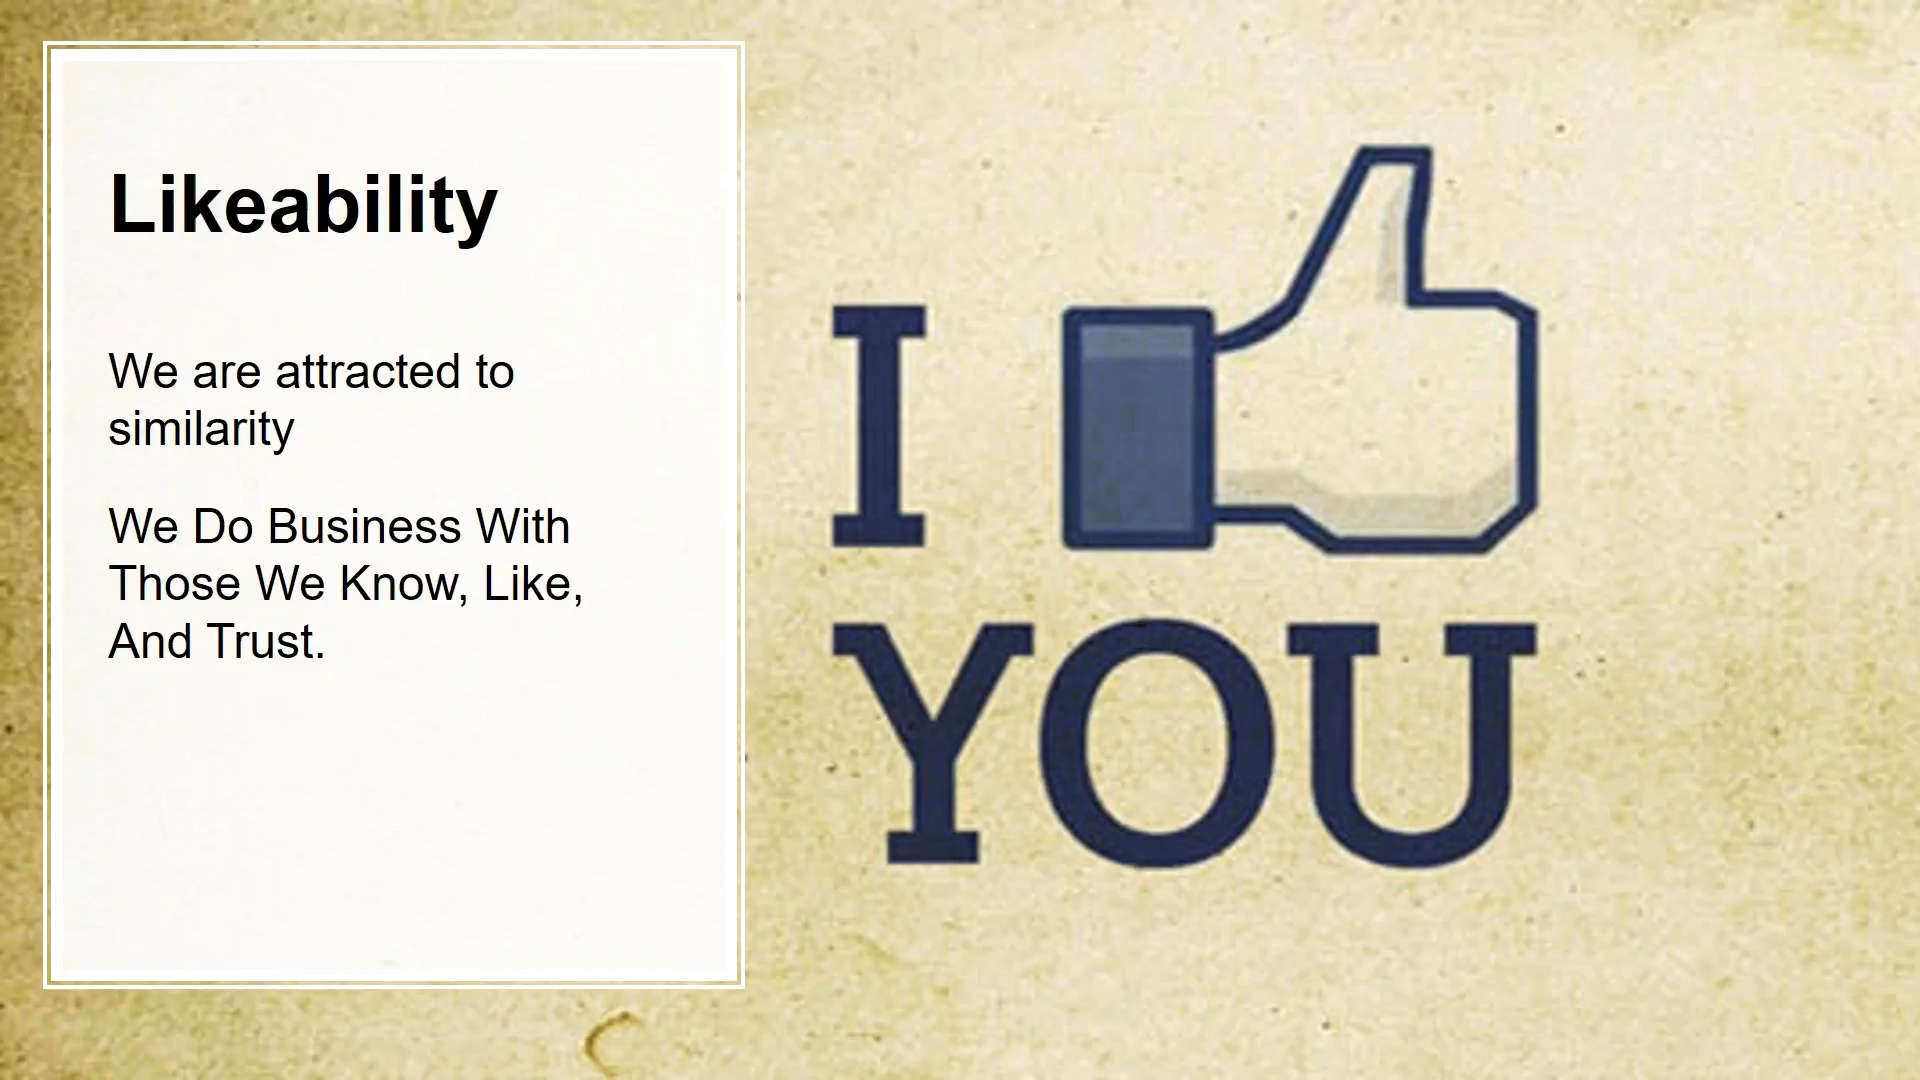 Likeability
We are attracted to
similarity
We Do Business With
Those We Know, Like,
And Trust.
I
YOU